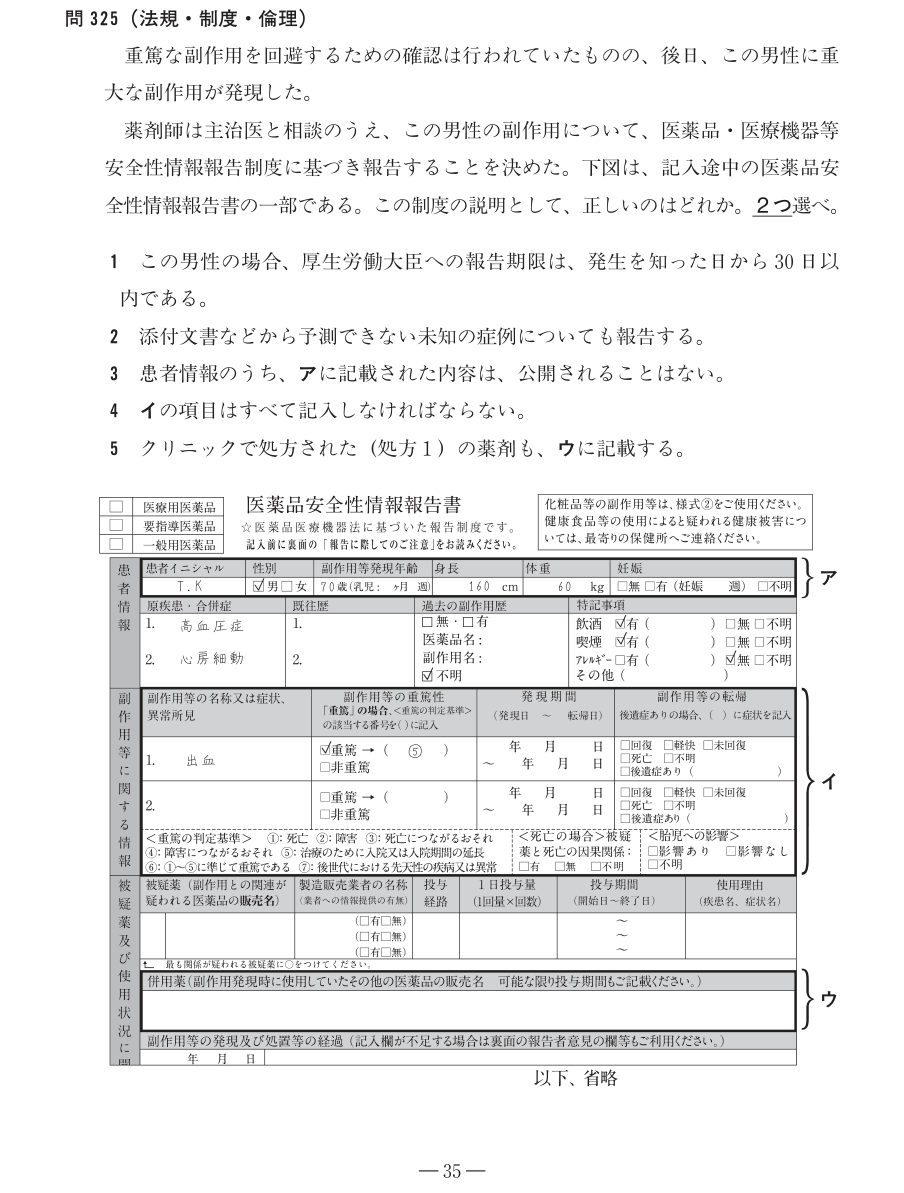 問 325（法規・制度・倫理）
重篤な副作用を回避するための確認は行われていたものの、後日、この男性に重
大な副作用が発現した。
薬剤師は主治医と相談のうえ、この男性の副作用について、医薬品・医療機器等
安全性情報報告制度に基づき報告することを決めた。下図は、記入途中の医薬品安
全性情報報告書の一部である。この制度の説明として、正しいのはどれか。２つ選べ。
1 この男性の場合、厚生労働大臣への報告期限は、発生を知った日から 30 日以
内である。
2 添付文書などから予測できない未知の症例についても報告する。
3 患者情報のうち、アに記載された内容は、公開されることはない。
4 イの項目はすべて記入しなければならない。
5 クリニックで処方された（処方１）の薬剤も、ウに記載する。
□ 医療用医薬品
□ 要指導医薬品
□ 一般用医薬品
医薬品安全性情報報告書
☆医薬品医療機器法に基づいた報告制度です。
記入前に裏面の「報告に際してのご注意」をお読みください。
化粧品等の副作用等は、様式②をご使用ください。
健康食品等の使用によると疑われる健康被害につ
いては、最寄りの保健所へご連絡ください。
患者情報
患者イニシャル 性別 副作用等発現年齢 身長 体重 妊娠
T.K ☑男□女 70歳(乳児： ヶ月 週) 160 cm 60 kg □無 □有（妊娠 週）□不明
ア
原疾患・合併症 既往歴 過去の副作用歴 特記事項
1. 高血圧症 1. □無・□有 飲酒 ☑有（ ）□無 □不明
医薬品名： 喫煙 ☑有（ ）□無 □不明
2. 心房細動 2. 副作用名： ｱﾚﾙｷﾞｰ □有（ ）☑無 □不明
☑不明 その他（ ）
副作用等に関する情報
副作用等の名称又は症状、 副作用等の重篤性 発現期間 副作用等の転帰
異常所見 「重篤」の場合、＜重篤の判定基準＞ （発現日 ～ 転帰日） 後遺症ありの場合、（ ）に症状を記入
の該当する番号を( )に記入
1. 出血 ☑重篤 → （ ⑤ ） 年 月 日 □回復 □軽快 □未回復
□非重篤 ～ 年 月 日 □死亡 □不明
□後遺症あり（ ）
イ
2. □重篤 → （ ） 年 月 日 □回復 □軽快 □未回復
□非重篤 ～ 年 月 日 □死亡 □不明
□後遺症あり（ ）
＜重篤の判定基準＞ ①：死亡 ②：障害 ③：死亡につながるおそれ ＜死亡の場合＞被疑 ＜胎児への影響＞
④：障害につながるおそれ ⑤：治療のために入院又は入院期間の延長 薬と死亡の因果関係： □影響あり □影響なし
⑥：①～⑤に準じて重篤である ⑦：後世代における先天性の疾病又は異常 □有 □無 □不明 □不明
被疑薬及び使用状況に
被疑薬（副作用との関連が 製造販売業者の名称 投与 １日投与量 投与期間 使用理由
疑われる医薬品の販売名） （業者への情報提供の有無） 経路 （1回量×回数） （開始日～終了日） （疾患名、症状名）
（□有□無） ～
（□有□無） ～
（□有□無） ～
最も関係が疑われる被疑薬に○をつけてください。
併用薬（副作用発現時に使用していたその他の医薬品の販売名 可能な限り投与期間もご記載ください。）
ウ
副作用等の発現及び処置等の経過（記入欄が不足する場合は裏面の報告者意見の欄等もご利用ください。）
年 月 日
以下、省略
― 35 ―